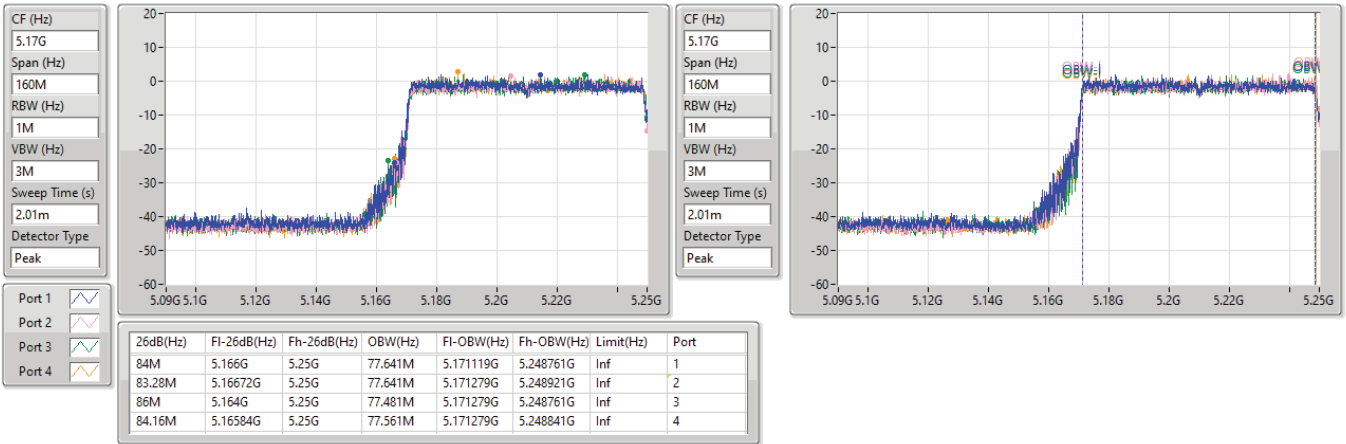 CF (Hz)
5.17G
Span (Hz)
160M
RBW (Hz)
1M
VBW (Hz)
3M
Sweep Time (s)
2.01m
Detector Type
Peak
20
10
0
-10
-20
-30
-40
-50
-60
5.09G 5.1G 5.12G 5.14G 5.16G 5.18G 5.2G 5.22G 5.25G
CF (Hz)
5.17G
Span (Hz)
160M
RBW (Hz)
1M
VBW (Hz)
3M
Sweep Time (s)
2.01m
Detector Type
Peak
20
10
0
-10
-20
-30
-40
-50
-60
OBW-l
OBW
5.09G 5.1G 5.12G 5.14G 5.16G 5.18G 5.2G 5.22G 5.25G
Port 1
Port 2
Port 3
Port 4
26dB(Hz) Fl-26dB(Hz) Fh-26dB(Hz) OBW(Hz) Fl-OBW(Hz) Fh-OBW(Hz) Limit(Hz) Port
84M 5.166G 5.25G 77.641M 5.171119G 5.248761G Inf 1
83.28M 5.16672G 5.25G 77.641M 5.171279G 5.248921G Inf 2
86M 5.164G 5.25G 77.481M 5.171279G 5.248761G Inf 3
84.16M 5.16584G 5.25G 77.561M 5.171279G 5.248841G Inf 4